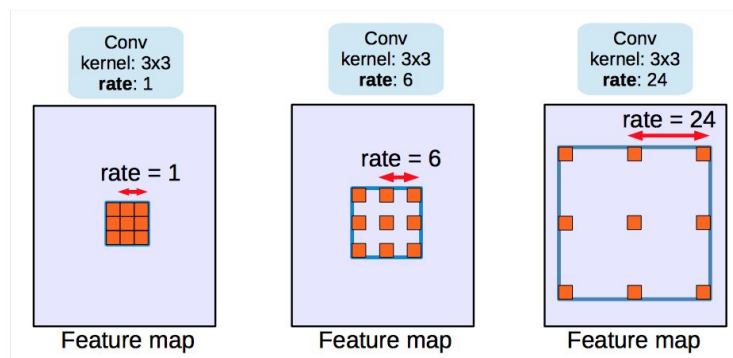 Conv
kernel: 3x3
rate: 1
Conv
kernel: 3x3
rate: 6
Conv
kernel: 3x3
rate: 24
rate = 1
rate = 6
rate = 24
Feature map
Feature map
Feature map